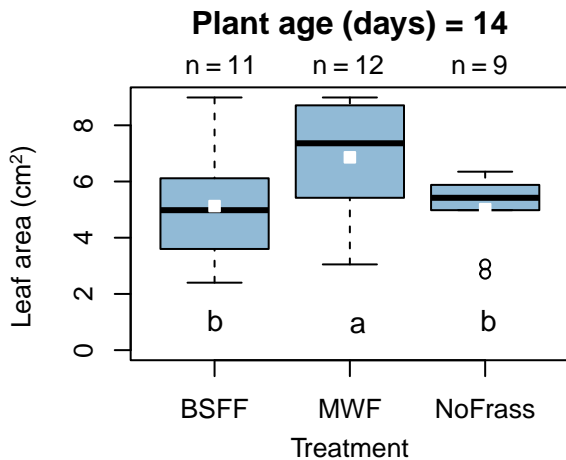 Plant age (days) = 14
n = 11 n = 12 n = 9
Leaf area (cm²)
8
6
4
2
0
b a b
BSFF MWF NoFrass
Treatment